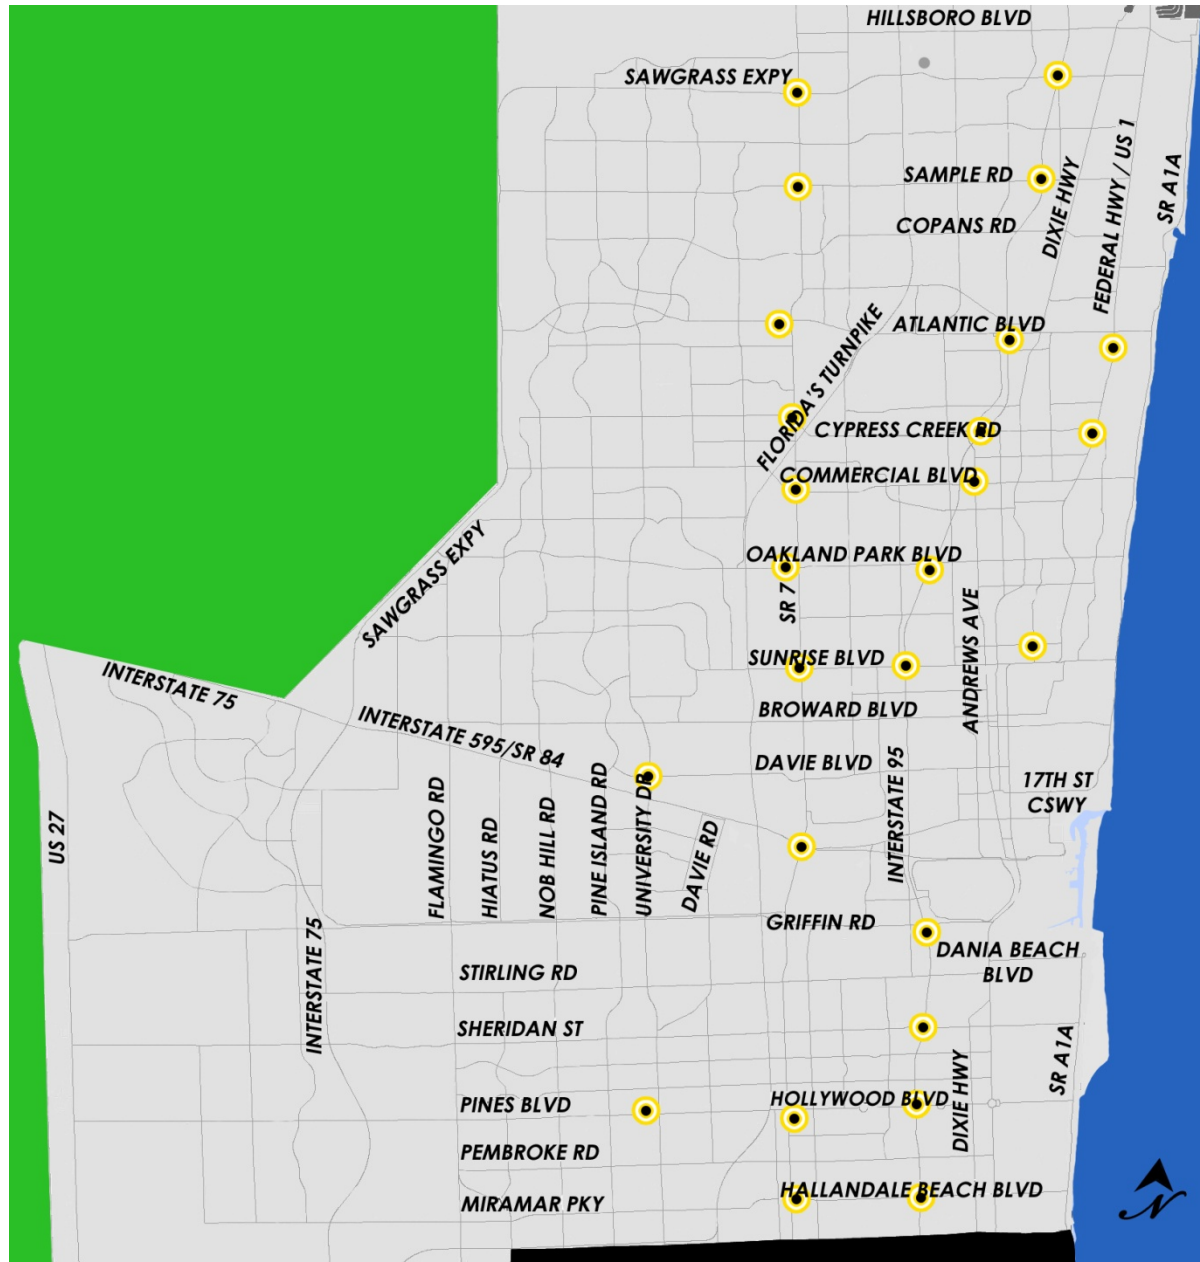 HILLSBORO BLVD
SAWGRASS EXPY
SAMPLE RD
COPANS RD
DIXIE HWY
FEDERAL HWY / US 1
SR A1A
ATLANTIC BLVD
FLORIDA'S TURNPIKE
CYPRESS CREEK RD
COMMERCIAL BLVD
OAKLAND PARK BLVD
SAWGRASS EXPY
SR 7
ANDREWS AVE
SUNRISE BLVD
INTERSTATE 75
BROWARD BLVD
INTERSTATE 595/SR 84
DAVIE BLVD
17TH ST
CSWY
US 27
FLAMINGO RD
HIATUS RD
NOB HILL RD
PINE ISLAND RD
UNIVERSITY DR
DAVIE RD
INTERSTATE 95
GRIFFIN RD
DANIA BEACH
BLVD
INTERSTATE 75
STIRLING RD
SHERIDAN ST
SR A1A
PINES BLVD
HOLLYWOOD BLVD
DIXIE HWY
PEMBROKE RD
MIRAMAR PKY
HALLANDALE BEACH BLVD
N